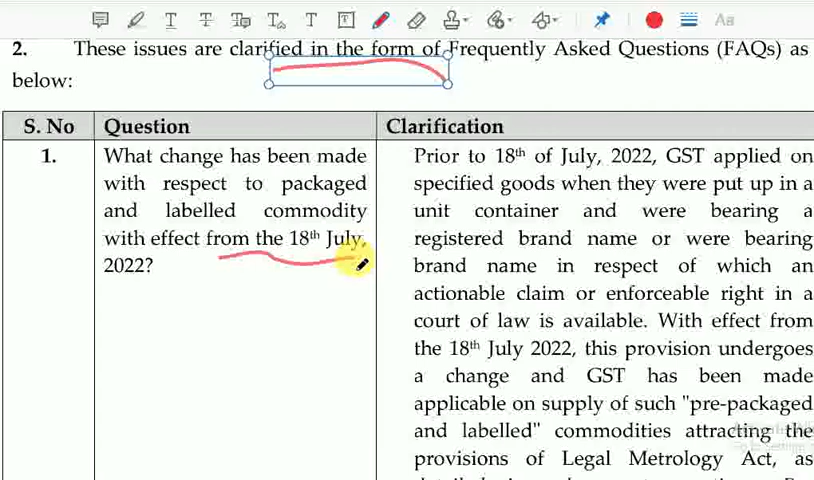 2. These issues are clarified in the form of Frequently Asked Questions (FAQs) as
below:
S. No Question Clarification
1. What change has been made
with respect to packaged
and labelled commodity
with effect from the 18th July,
2022?
Prior to 18th of July, 2022, GST applied on
specified goods when they were put up in a
unit container and were bearing a
registered brand name or were bearing
brand name in respect of which an
actionable claim or enforceable right in a
court of law is available. With effect from
the 18th July 2022, this provision undergoes
a change and GST has been made
applicable on supply of such "pre-packaged
and labelled" commodities attracting the
provisions of Legal Metrology Act, as